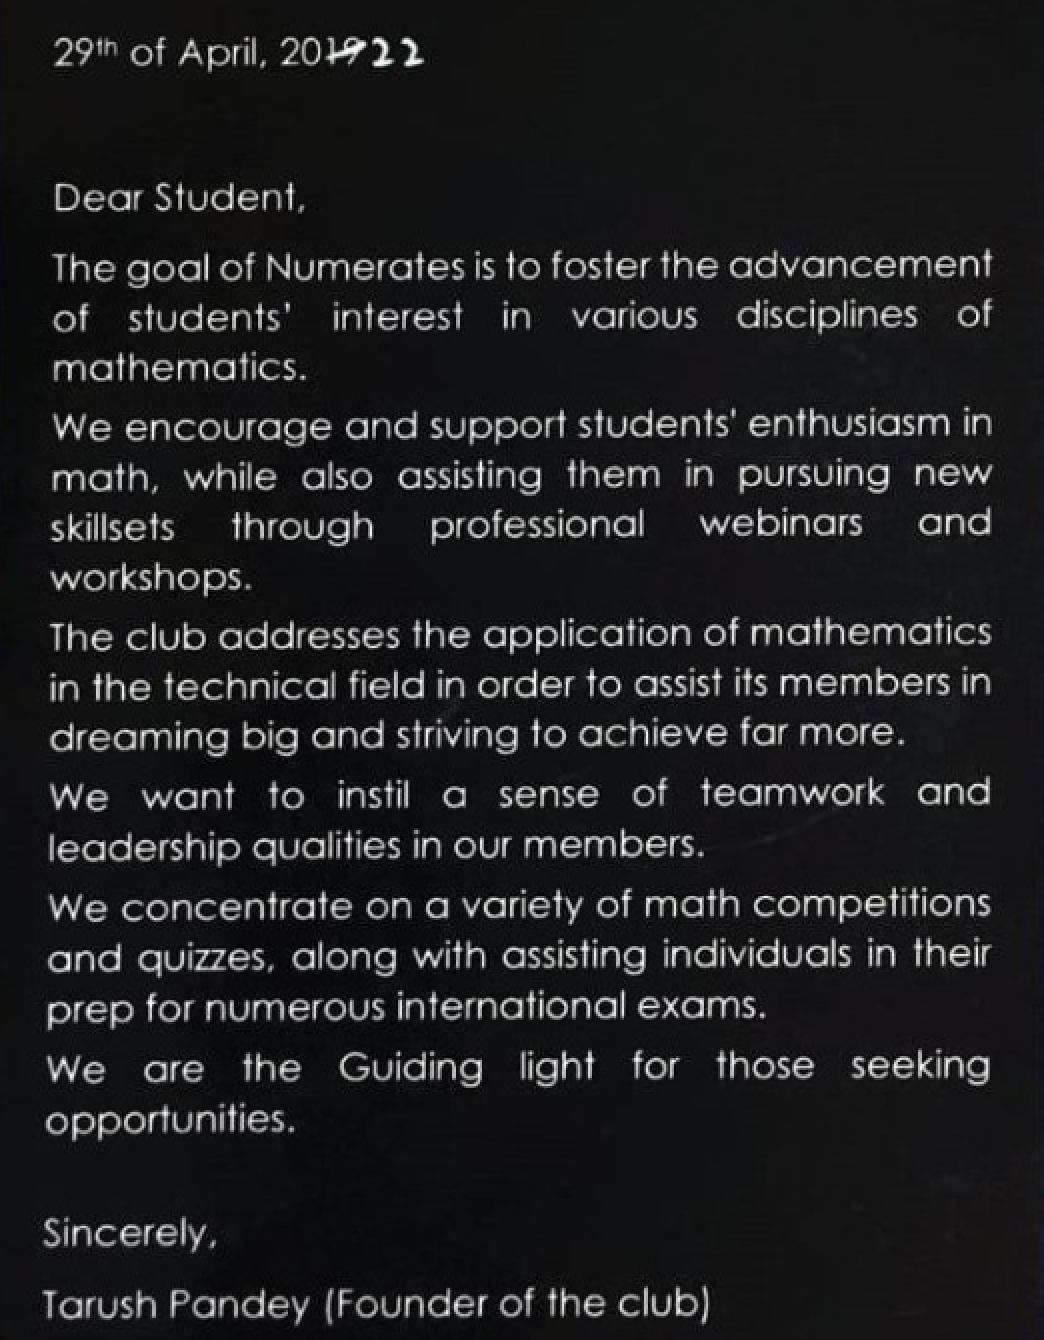 29th of April, 201922
Dear Student,
The goal of Numerates is to foster the advancement
of students' interest in various disciplines of
mathematics.
We encourage and support students' enthusiasm in
math, while also assisting them in pursuing new
skillsets through professional webinars and
workshops.
The club addresses the application of mathematics
in the technical field in order to assist its members in
dreaming big and striving to achieve far more.
We want to instil a sense of teamwork and
leadership qualities in our members.
We concentrate on a variety of math competitions
and quizzes, along with assisting individuals in their
prep for numerous international exams.
We are the Guiding light for those seeking
opportunities.
Sincerely,
Tarush Pandey (Founder of the club)